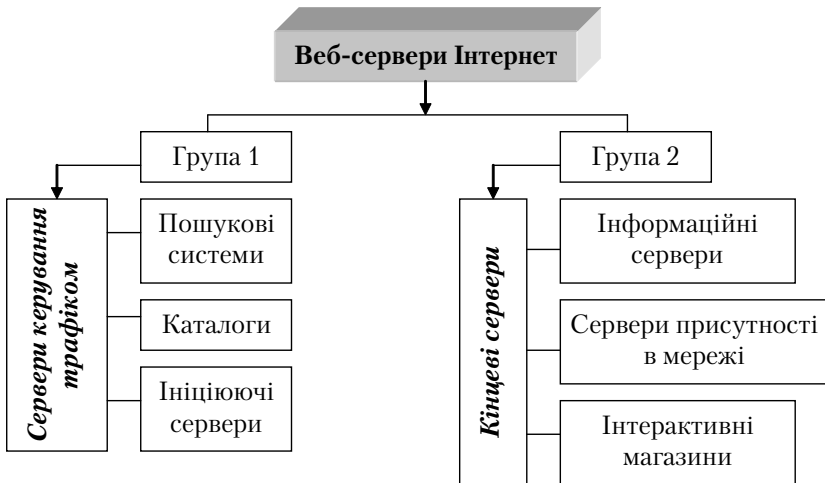 Веб-сервери Інтернет
Група 1
Група 2
Сервери керування
трафіком
Пошукові
системи
Каталоги
Ініціюючі
сервери
Кінцеві сервери
Інформаційні
сервери
Сервери присутності
в мережі
Інтерактивні
магазини